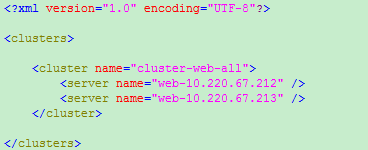 <?xml version="1.0" encoding="UTF-8"?>
<clusters>
<cluster name="cluster-web-all">
<server name="web-10.220.67.212" />
<server name="web-10.220.67.213" />
</cluster>
</clusters>